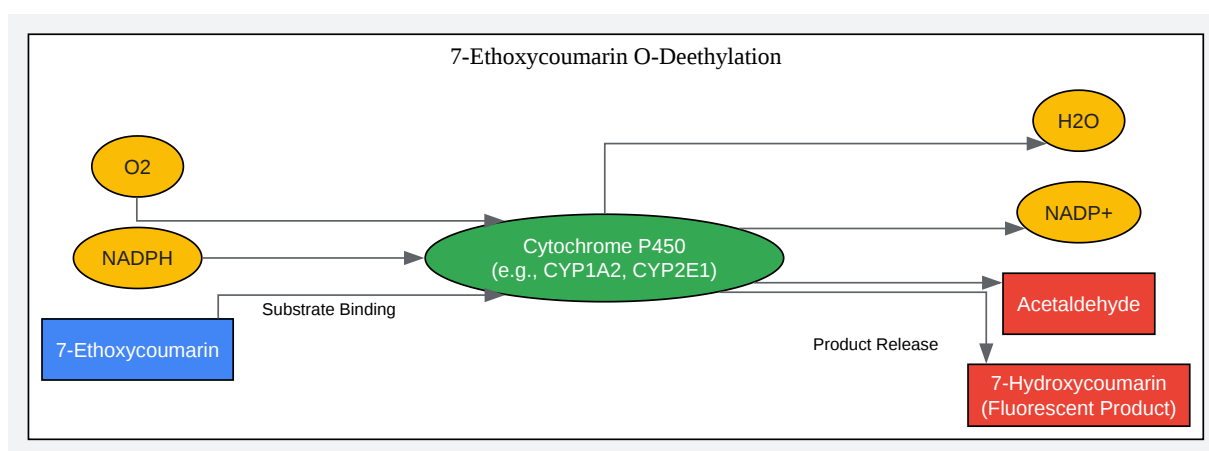 7-Ethoxycoumarin O-Deethylation
H2O
O2
NADP+
Cytochrome P450
(e.g., CYP1A2, CYP2E1)
NADPH
Substrate Binding
Acetaldehyde
7-Ethoxycoumarin
Product Release
7-Hydroxycoumarin
(Fluorescent Product)